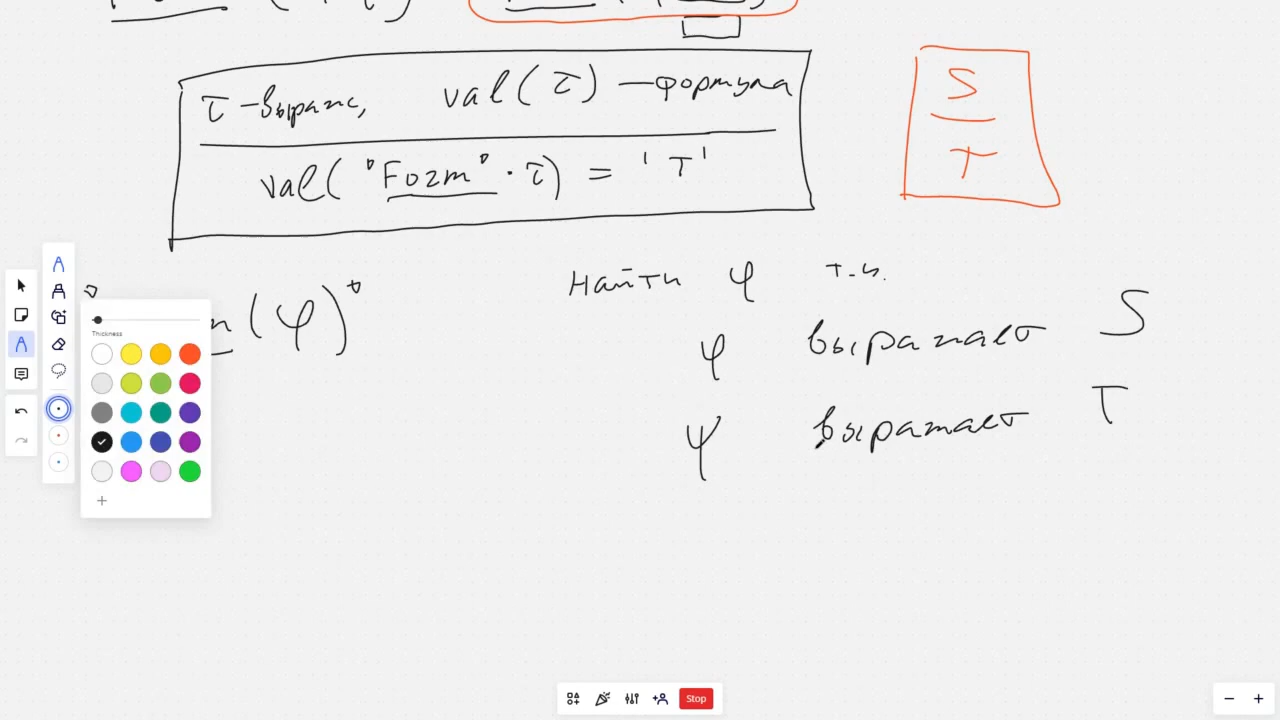 τ - выраж, val(τ) — формула
val("Form" · τ) = 'T'
S
T
Найти φ т.ч.
φ выражает S
ψ выражает T
(φ)°
Thickness
Stop